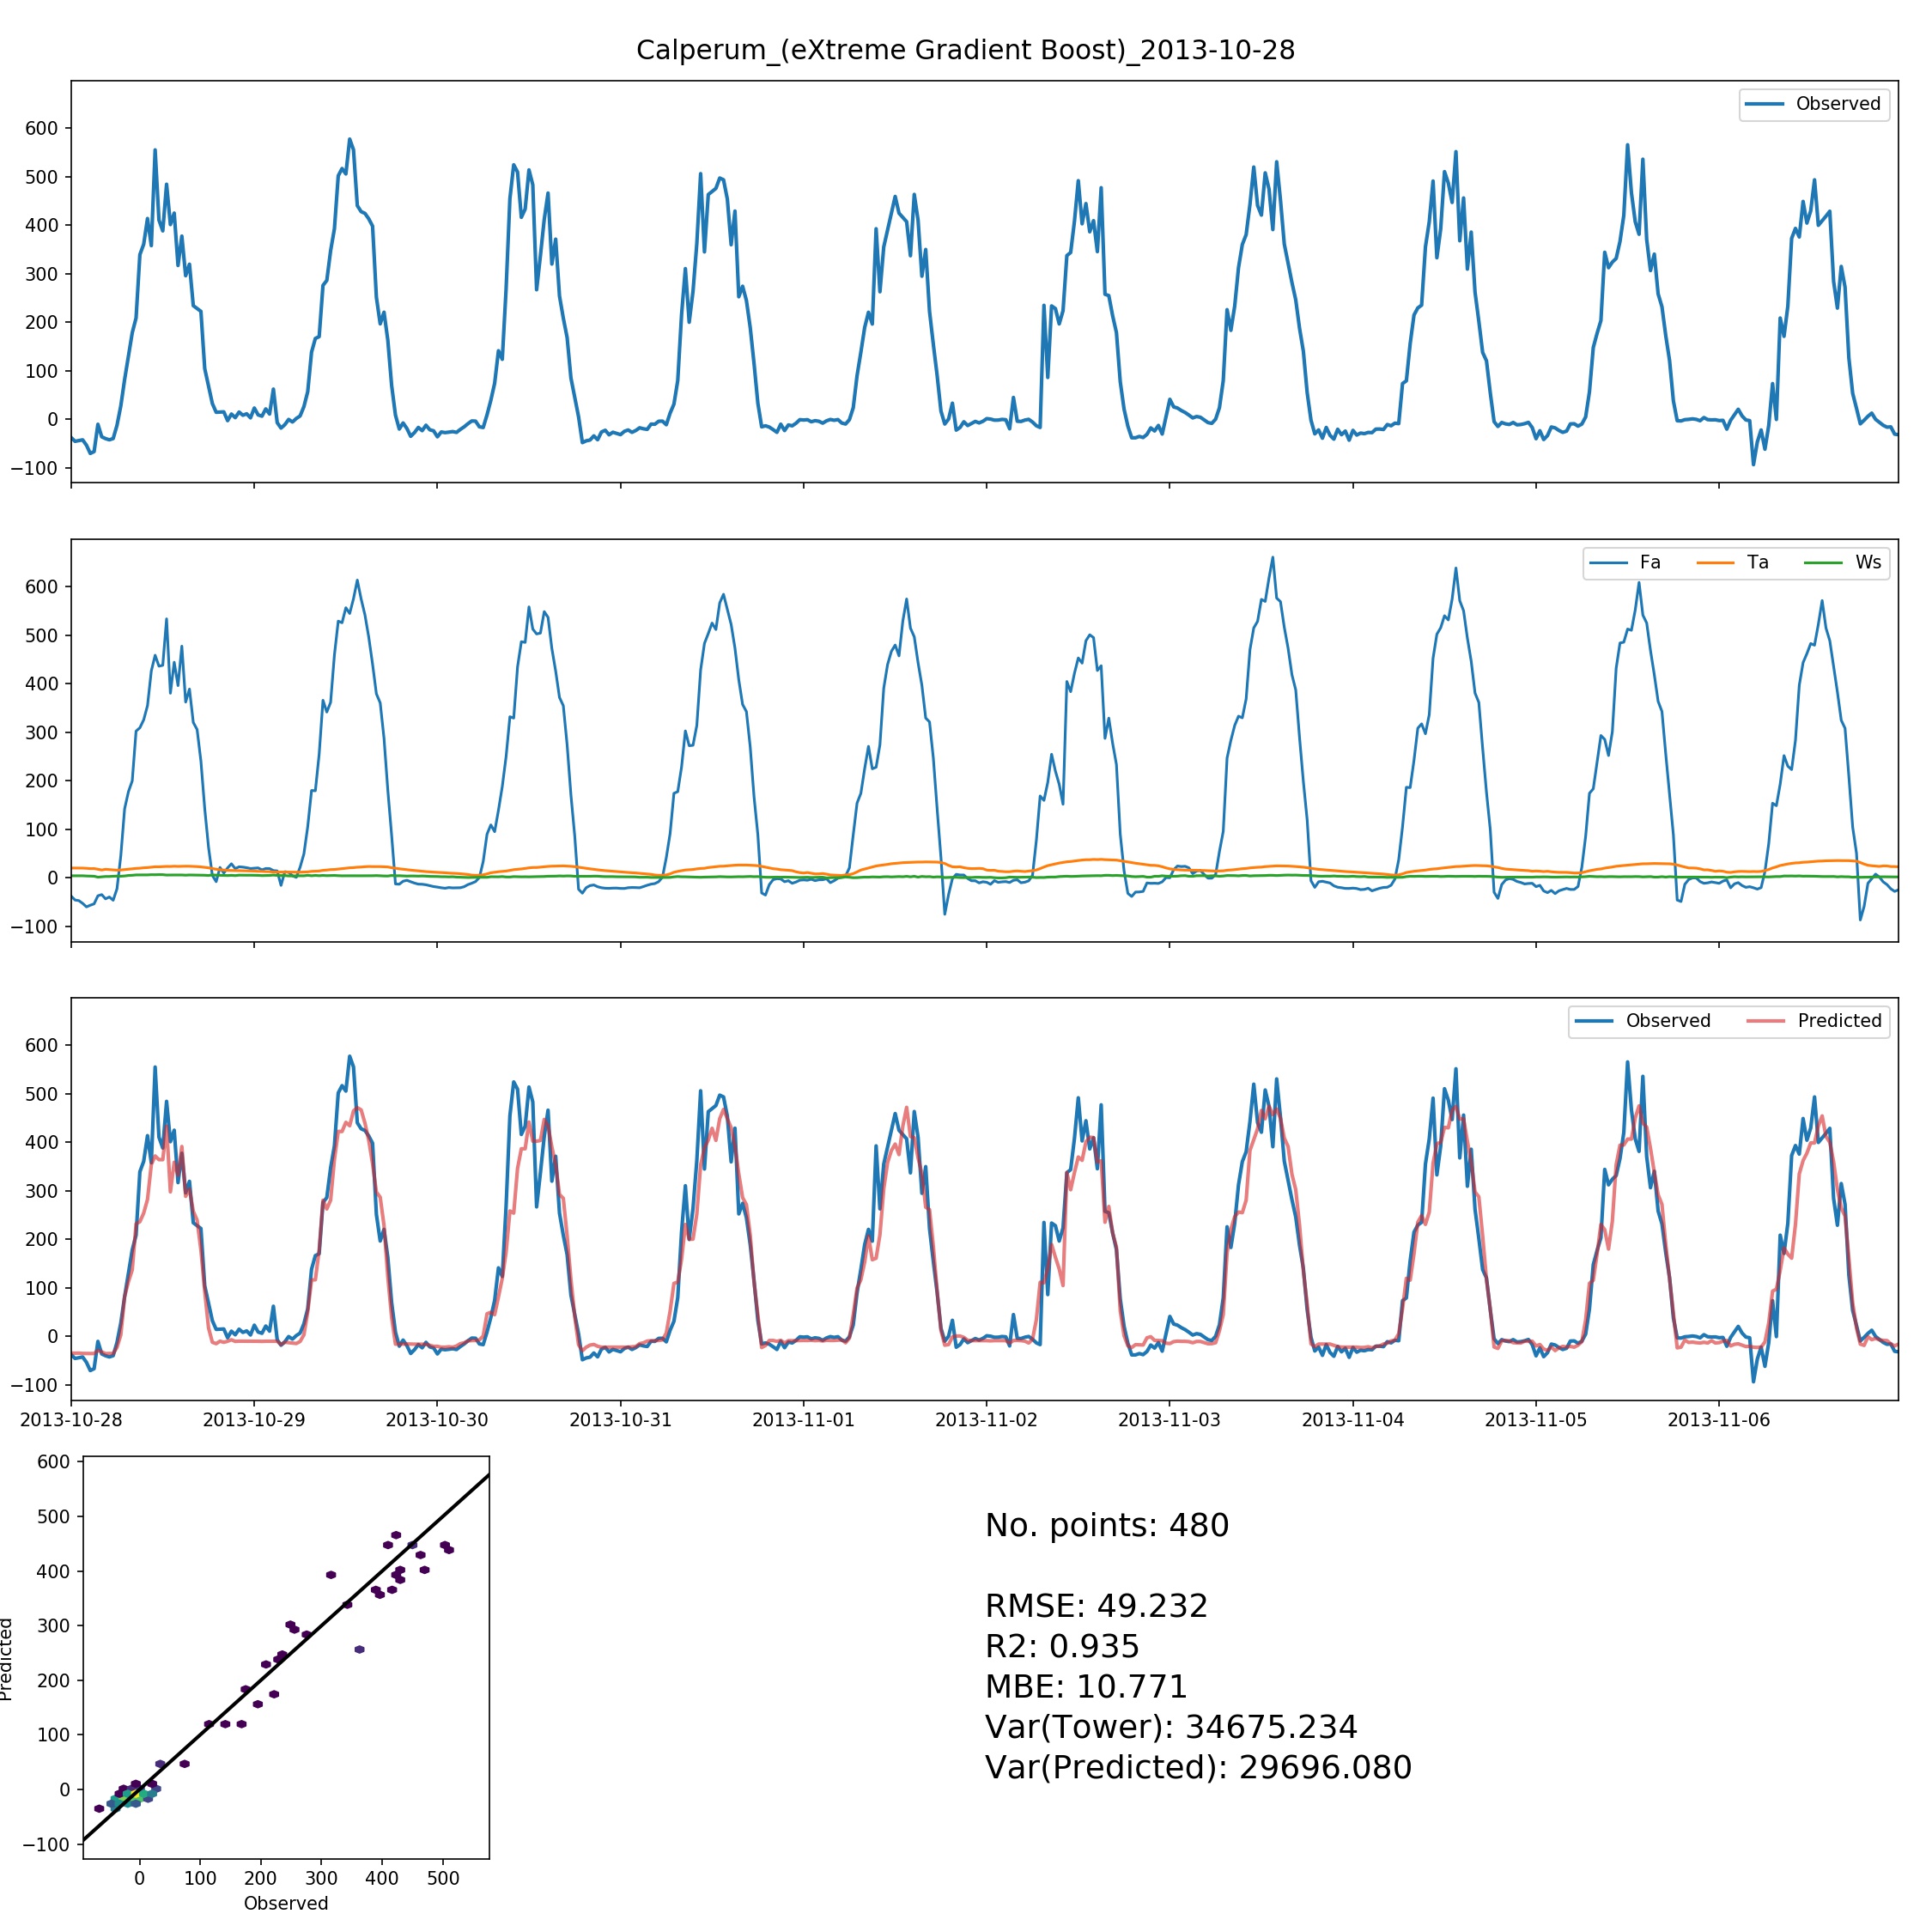 Calperum_(eXtreme Gradient Boost)_2013-10-28
Observed
600
500
400
300
200
100
0
−100
Fa Ta Ws
600
500
400
300
200
100
0
−100
Observed Predicted
600
500
400
300
200
100
0
−100
2013-10-28 2013-10-29 2013-10-30 2013-10-31 2013-11-01 2013-11-02 2013-11-03 2013-11-04 2013-11-05 2013-11-06
600
500
400
300
200
100
0
−100
Predicted
0 100 200 300 400 500
Observed
No. points: 480
RMSE: 49.232
R2: 0.935
MBE: 10.771
Var(Tower): 34675.234
Var(Predicted): 29696.080